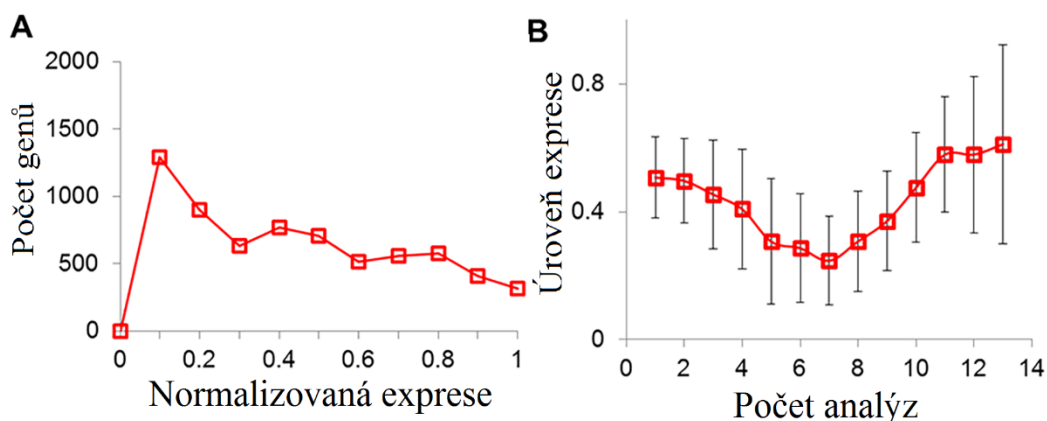 A
Počet genů
2000
1500
1000
500
0
0 0.2 0.4 0.6 0.8 1
Normalizovaná exprese
B
Úroveň exprese
0.8
0.4
0
0 2 4 6 8 10 12 14
Počet analýz